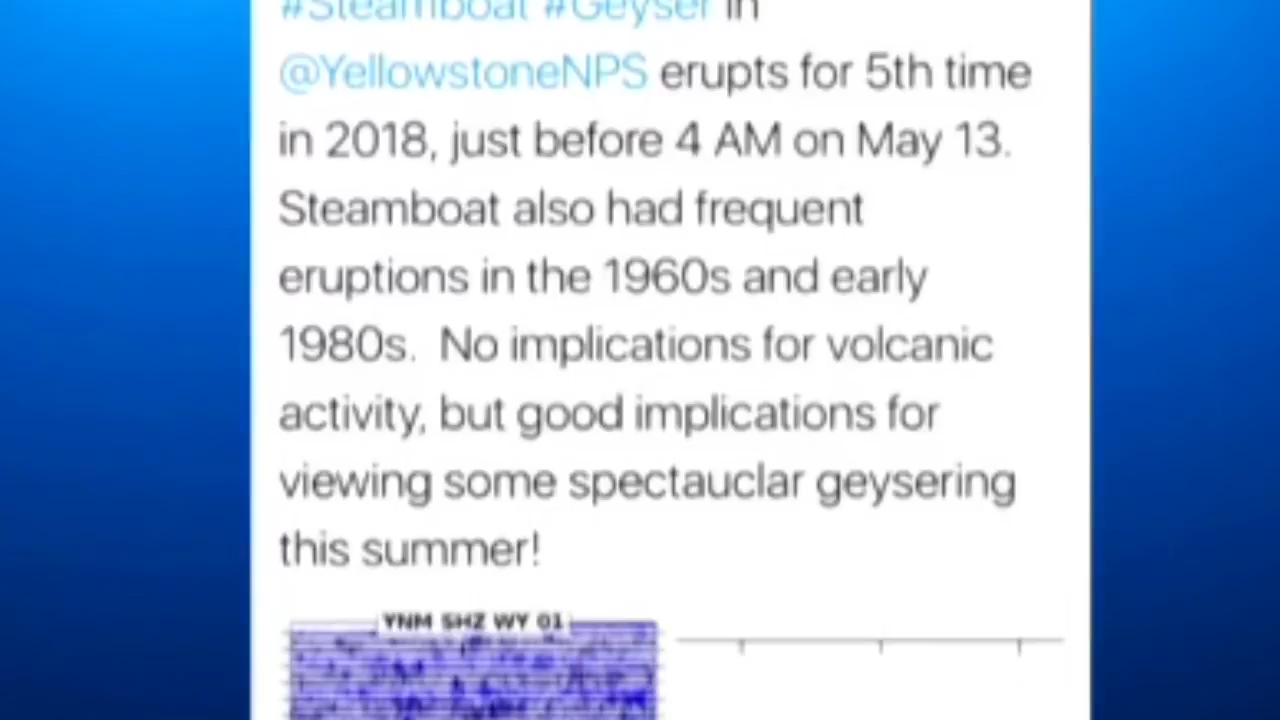 #Steamboat #Geyser in
@YellowstoneNPS erupts for 5th time
in 2018, just before 4 AM on May 13.
Steamboat also had frequent
eruptions in the 1960s and early
1980s.  No implications for volcanic
activity, but good implications for
viewing some spectauclar geysering
this summer!
YNM SHZ WY 01